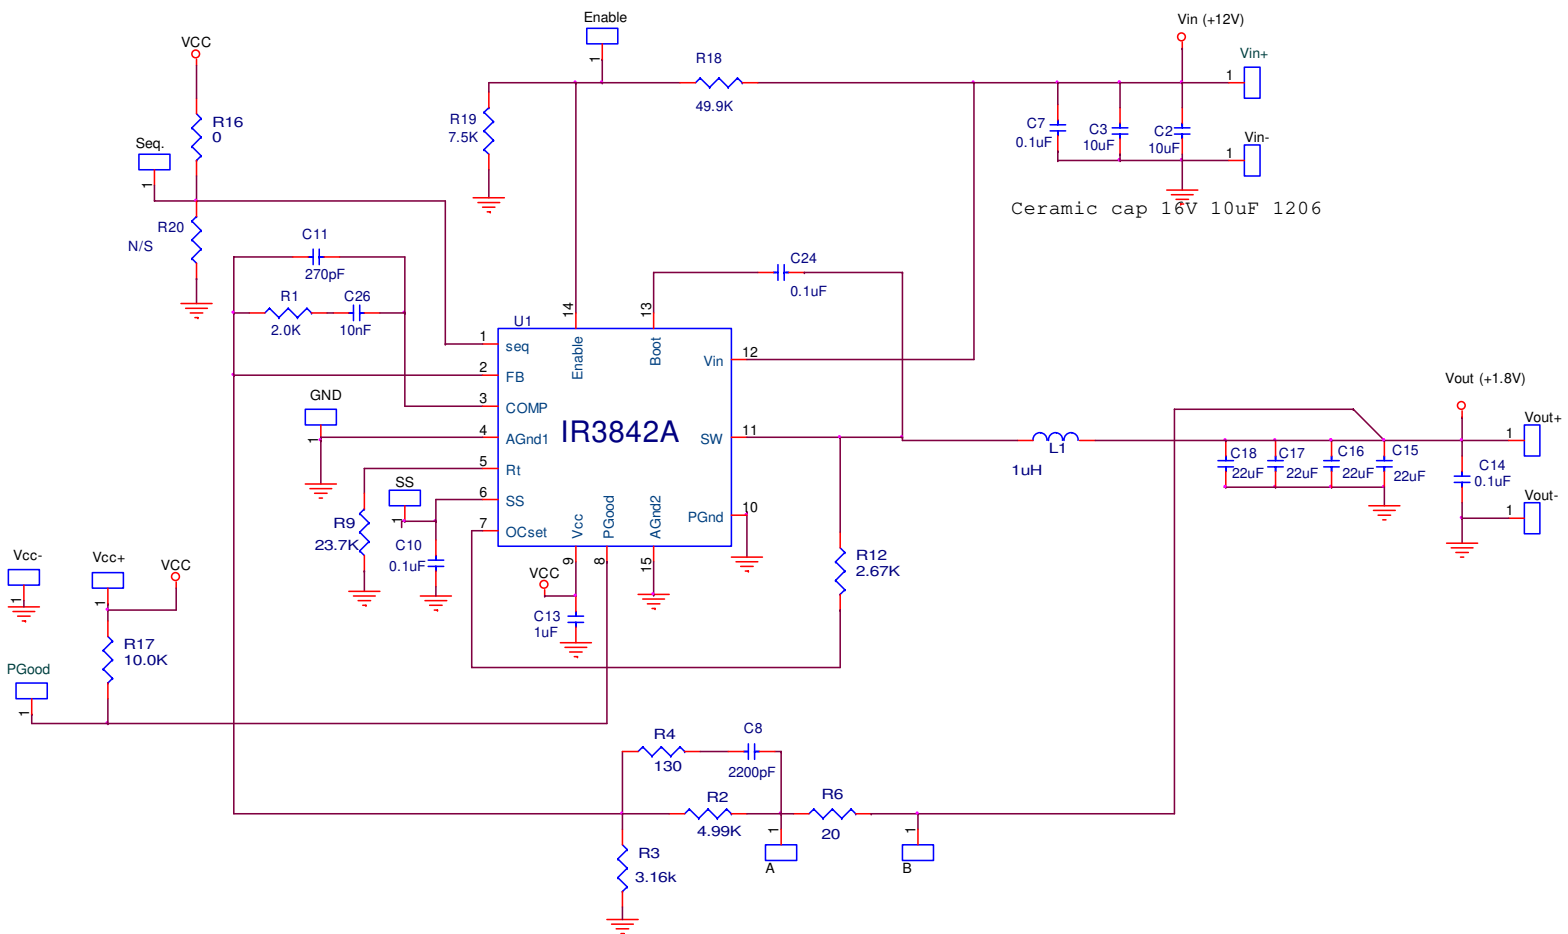 Enable
1
Vin (+12V)
VCC
R18
49.9K
Vin+
1
R16
0
R19
7.5K
C7
0.1uF
C3
10uF
C2
10uF
Vin-
1
Seq.
1
Ceramic cap 16V 10uF 1206
R20
N/S
C11
270pF
C24
0.1uF
R1
2.0K
C26
10nF
14
13
U1
1
seq
Enable
Boot
Vin
12
2
FB
3
COMP
GND
1
4
AGnd1
IR3842A
SW
11
5
Rt
6
SS
7
OCset
Vcc
PGood
AGnd2
PGnd
10
9
8
15
Vout (+1.8V)
Vout+
1
L1
1uH
C18
22uF
C17
22uF
C16
22uF
C15
22uF
C14
0.1uF
Vout-
1
SS
1
R9
23.7K
C10
0.1uF
R12
2.67K
Vcc-
1
Vcc+
1
VCC
VCC
C13
1uF
R17
10.0K
PGood
1
R4
130
C8
2200pF
R2
4.99K
R6
20
1
A
1
B
R3
3.16k